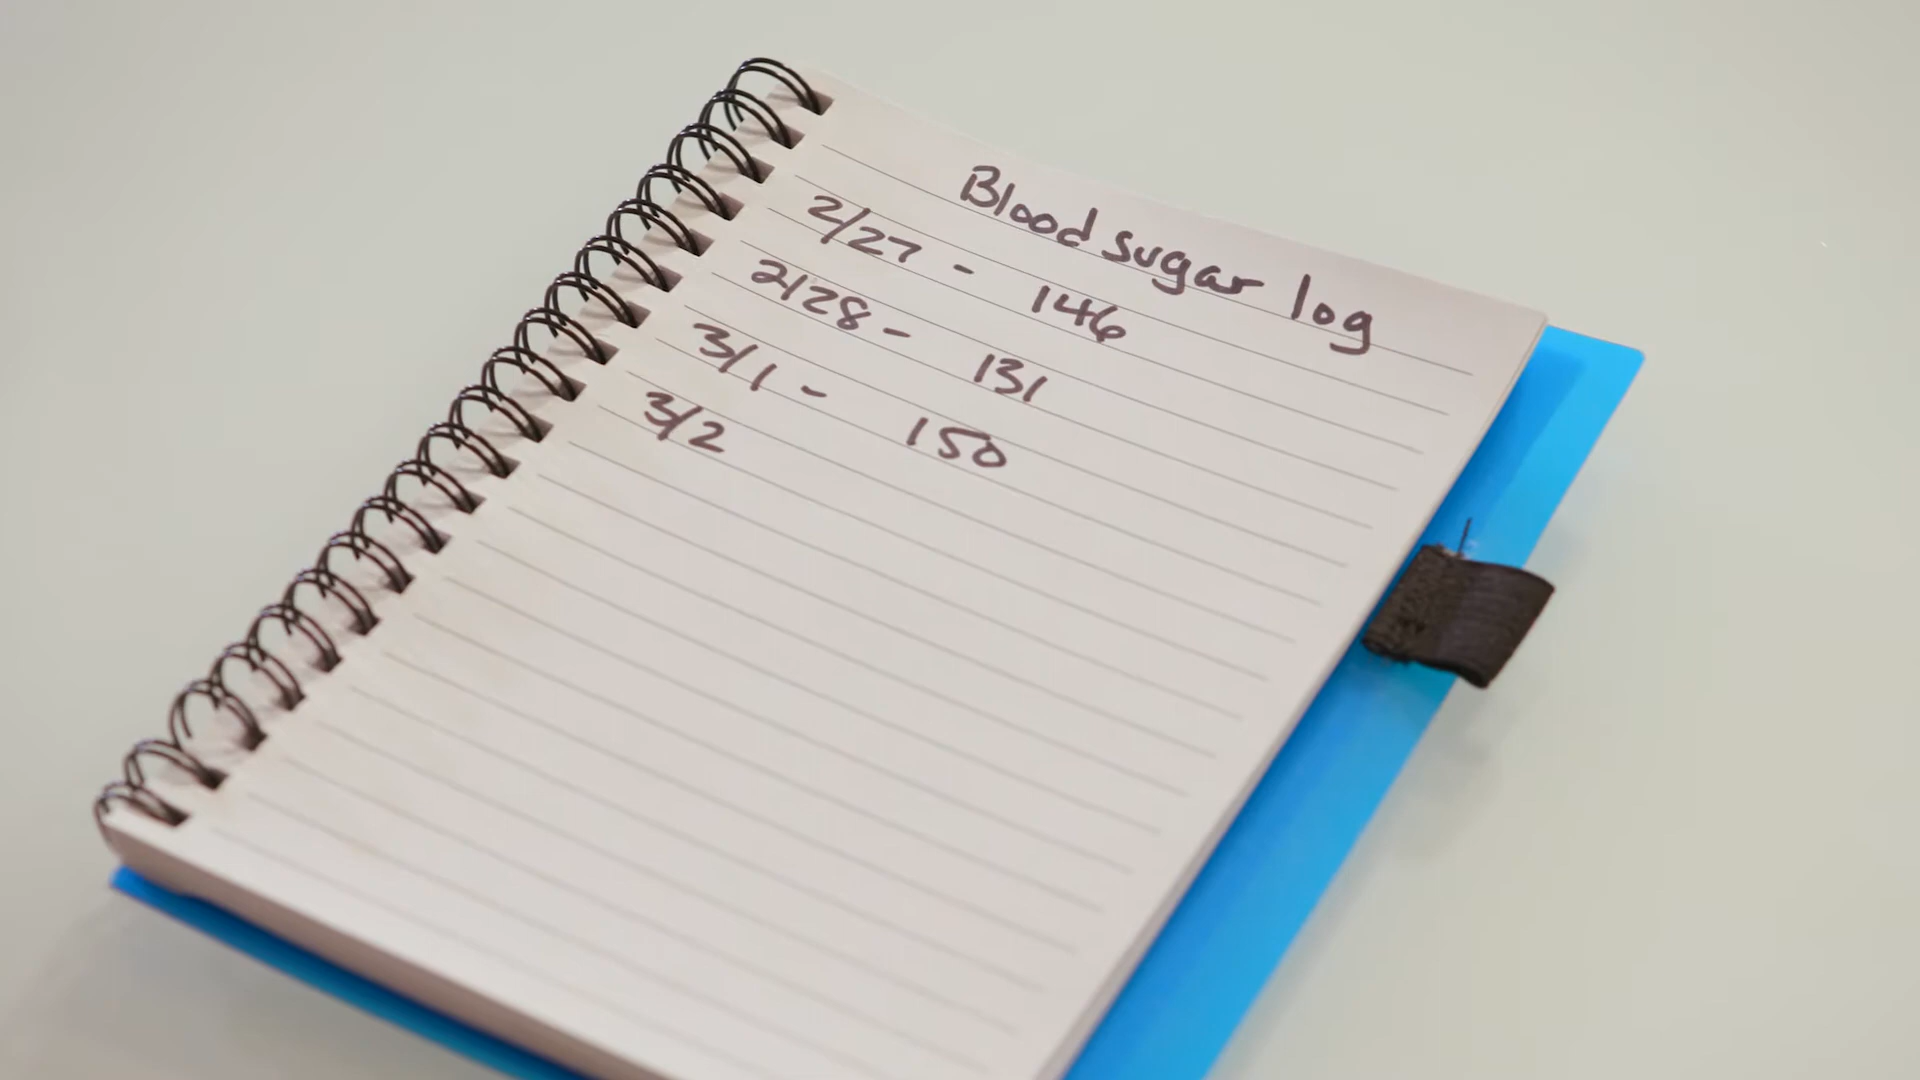 Blood sugar log
2/27 - 146
2/28 - 131
3/1 - 150
3/2